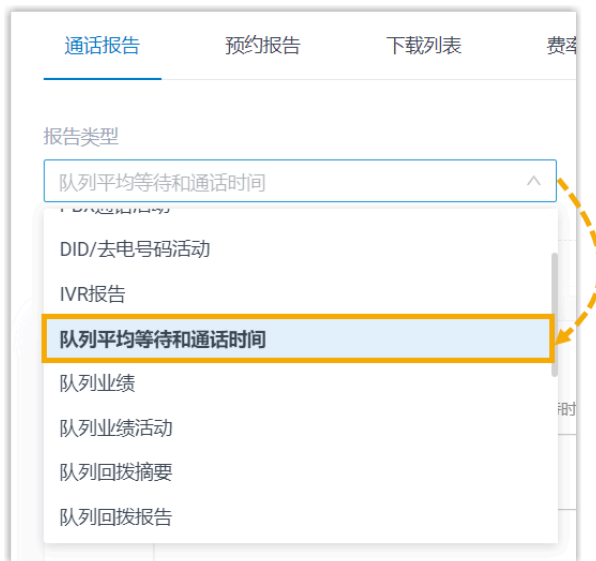 通话报告 预约报告 下载列表 费率
报告类型
队列平均等待和通话时间
DID/去电号码活动
IVR报告
队列平均等待和通话时间
队列业绩
队列业绩活动
队列回拨摘要
队列回拨报告